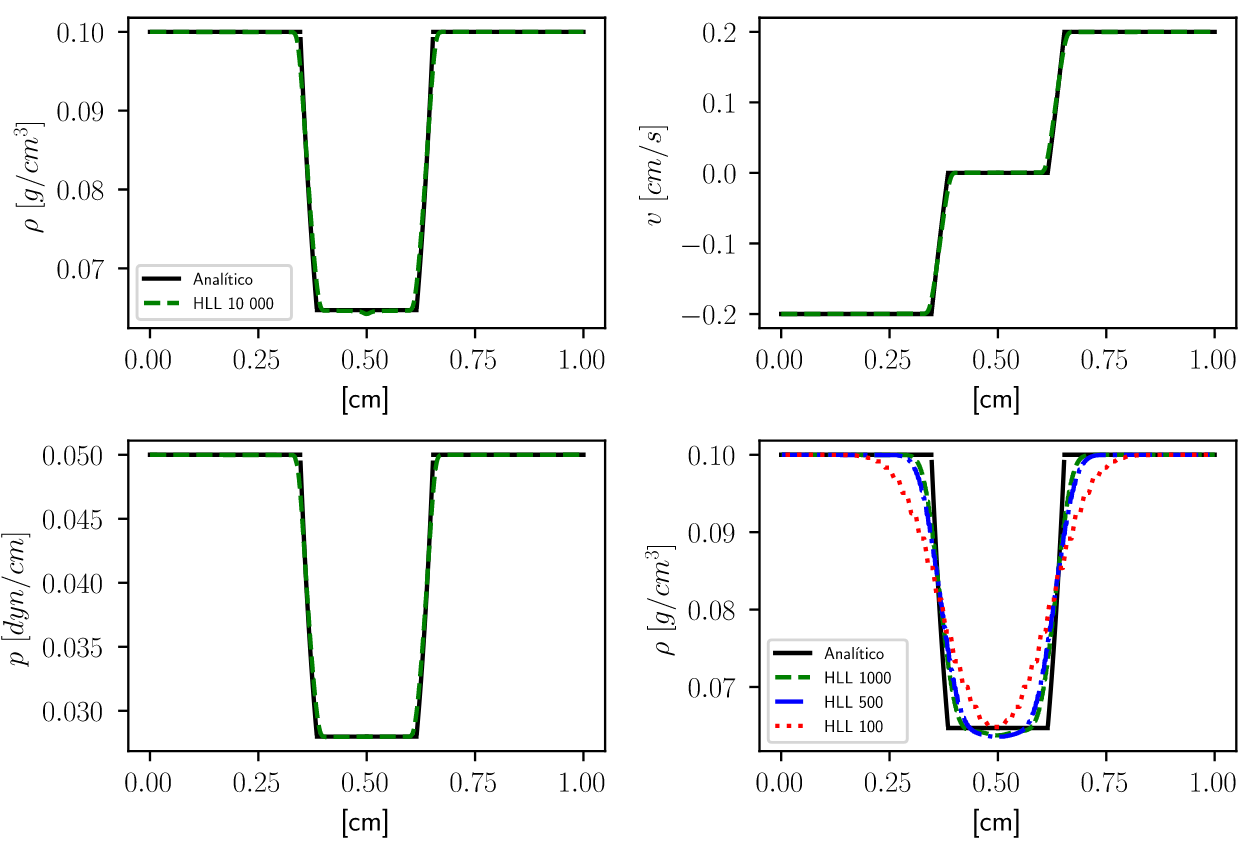 0.10
0.09
0.08
0.07
ρ [g/cm³]
Analítico
HLL 10 000
0.00 0.25 0.50 0.75 1.00
[cm]
0.2
0.1
0.0
−0.1
−0.2
v [cm/s]
0.00 0.25 0.50 0.75 1.00
[cm]
0.050
0.045
0.040
0.035
0.030
p [dyn/cm]
0.00 0.25 0.50 0.75 1.00
[cm]
0.10
0.09
0.08
0.07
ρ [g/cm³]
Analítico
HLL 1000
HLL 500
HLL 100
0.00 0.25 0.50 0.75 1.00
[cm]